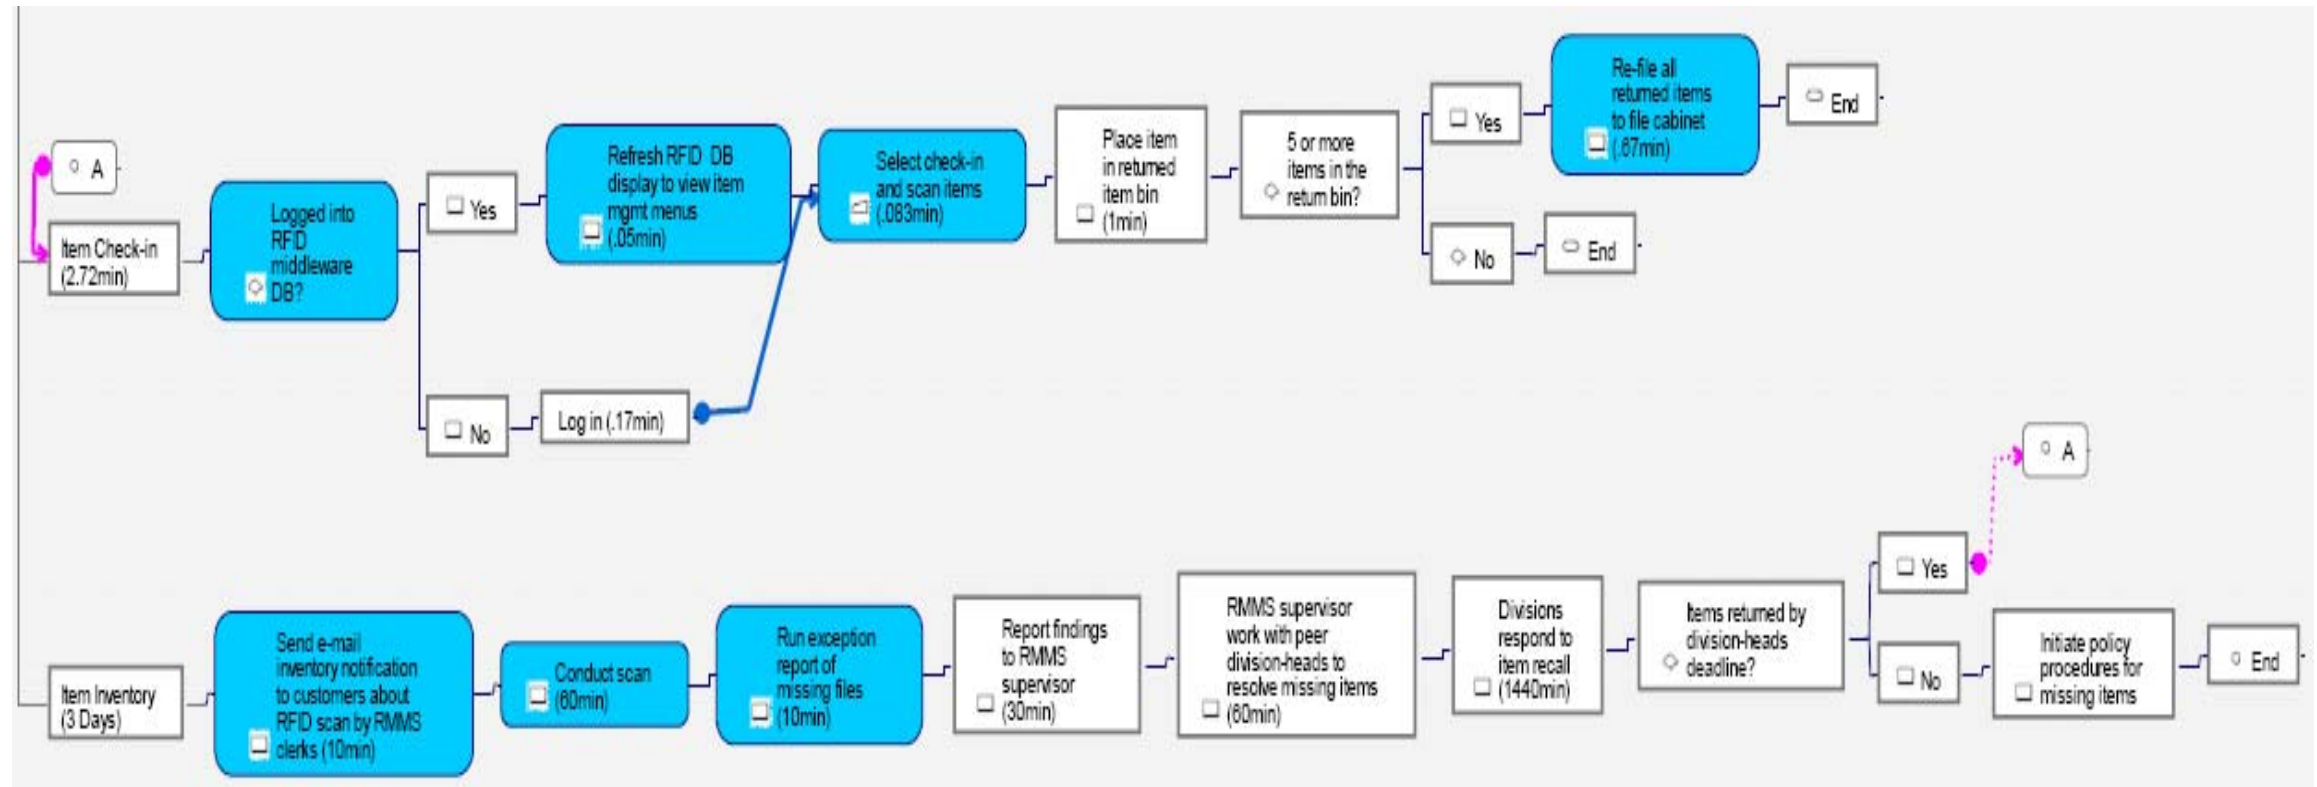 A
Item Check-in
(2.72min)
Logged into
RFID
middleware
DB?
Yes
Refresh RFID DB
display to view item
mgmt menus
(.05min)
No
Log in (.17min)
Select check-in
and scan items
(.083min)
Place item
in returned
item bin
(1min)
5 or more
items in the
return bin?
Yes
Re-file all
returned items
to file cabinet
(.67min)
End
No
End
Item Inventory
(3 Days)
Send e-mail
inventory notification
to customers about
RFID scan by RMMS
clerks (10min)
Conduct scan
(60min)
Run exception
report of
missing files
(10min)
Report findings
to RMMS
supervisor
(30min)
RMMS supervisor
work with peer
division-heads to
resolve missing items
(60min)
Divisions
respond to
item recall
(1440min)
Items returned by
division-heads
deadline?
Yes
A
No
Initiate policy
procedures for
missing items
End